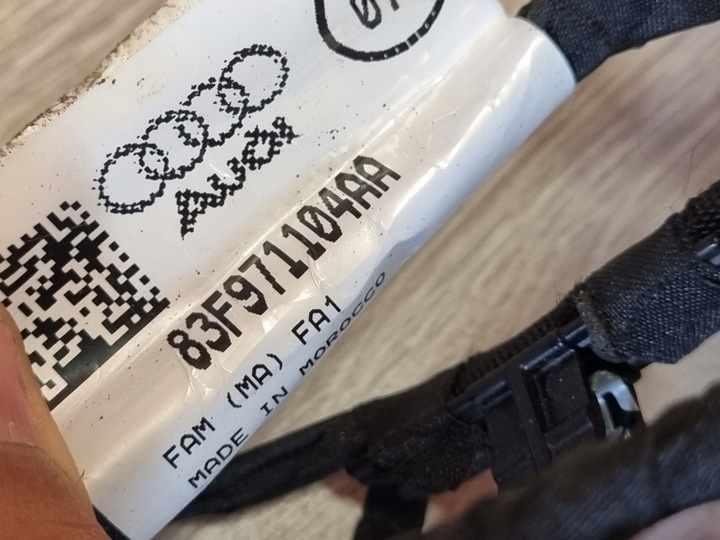 Audi
83F971104AA
FAM (MA) FA1
MADE IN MOROCCO